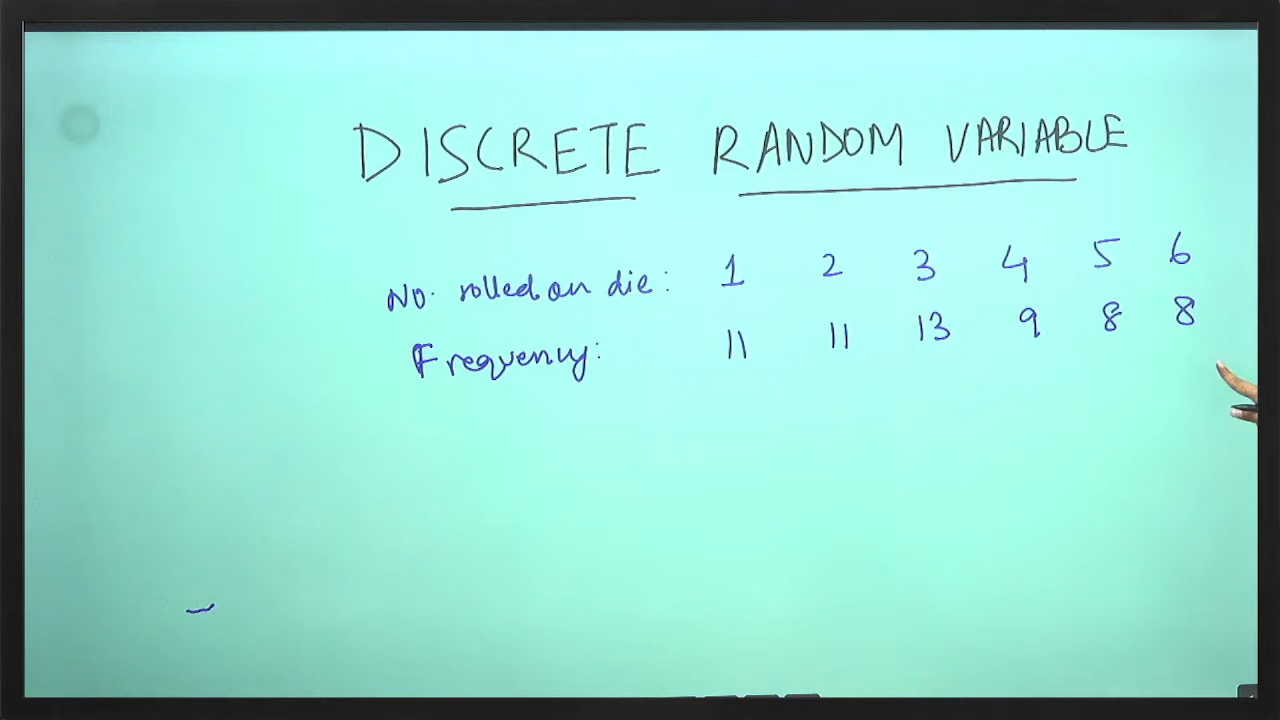 DISCRETE RANDOM VARIABLE
No. rolled on die: 1 2 3 4 5 6
Frequency: 11 11 13 9 8 8